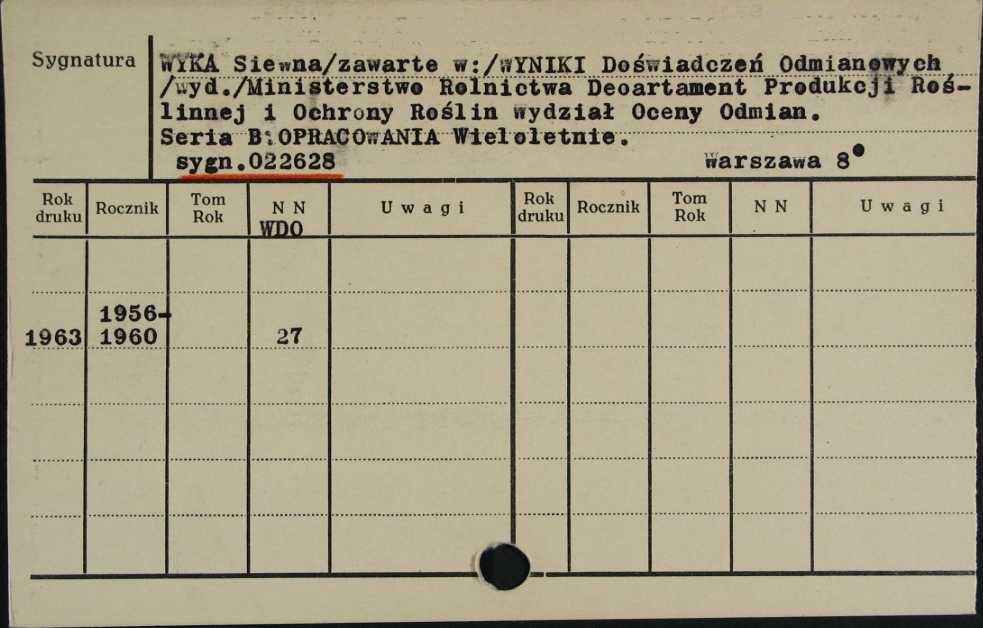 Sygnatura
WYKA Siewna/zawarte w:/WYNIKI Doświadczeń Odmianowych
/wyd./Ministerstwo Rolnictwa Deoartament Produkcji Roś-
linnej i Ochrony Roślin wydział Oceny Odmian.
Seria B:OPRACOWANIA Wieloletnie.
sygn.022628 Warszawa 8°
Rok druku Rocznik Tom Rok N N Uwagi Rok druku Rocznik Tom Rok N N Uwagi
WDO
1956-
1963 1960 27